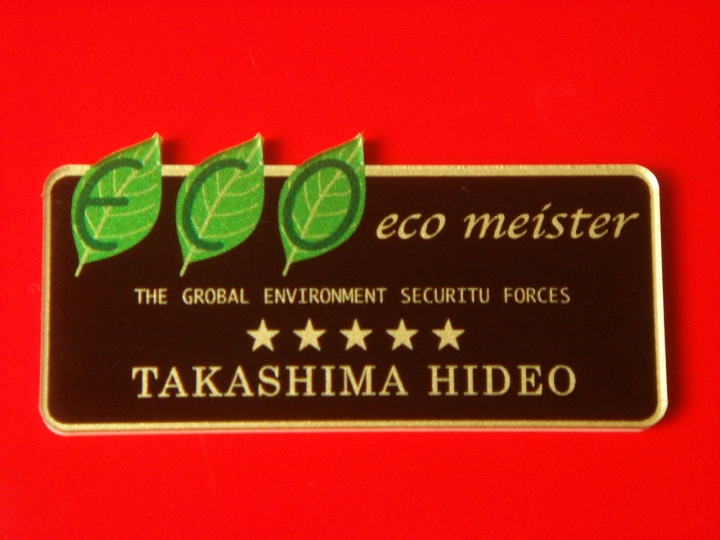 ECO eco meister
THE GROBAL ENVIRONMENT SECURITU FORCES
★★★★★
TAKASHIMA HIDEO